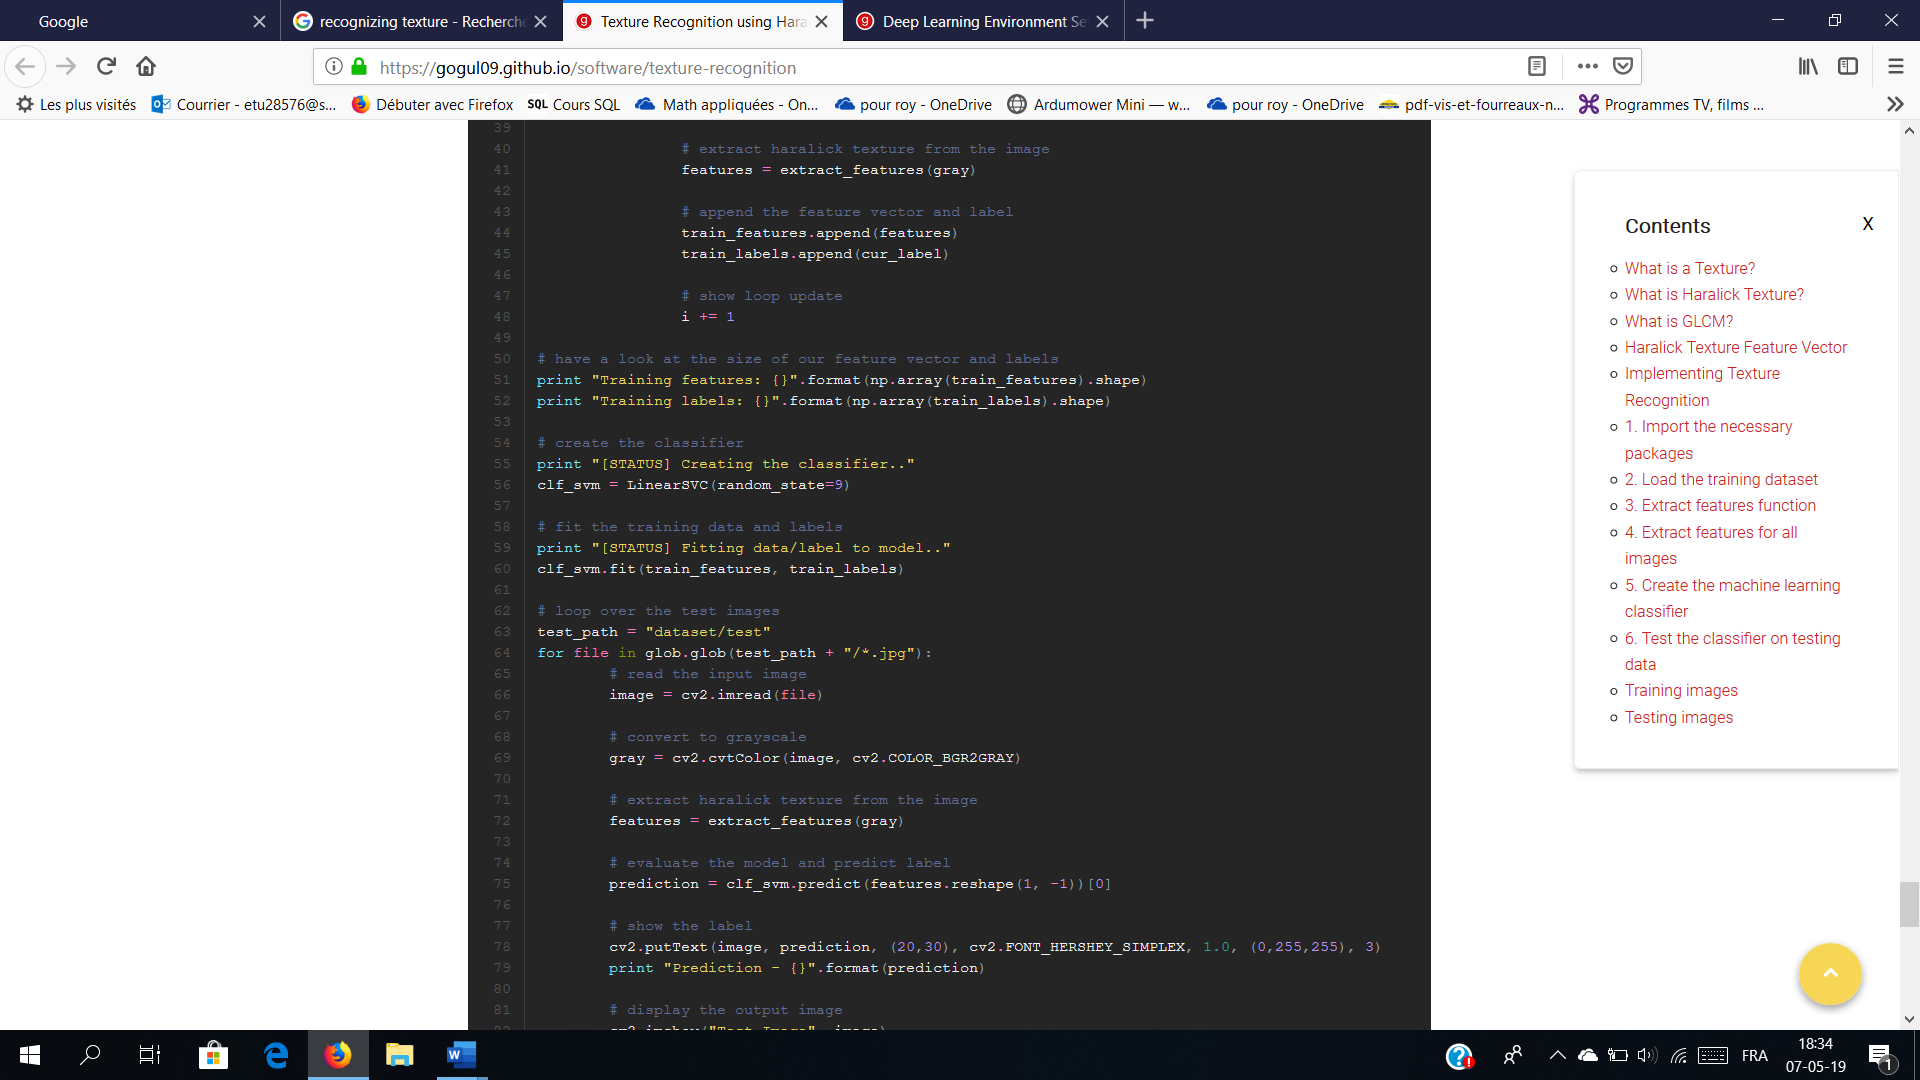 Google
recognizing texture - Recherche
Texture Recognition using Hara
Deep Learning Environment Se
https://gogul09.github.io/software/texture-recognition
Les plus visités
Courrier - etu28576@s...
Débuter avec Firefox
SQL Cours SQL
Math appliquées - On...
pour roy - OneDrive
Ardumower Mini — w...
pour roy - OneDrive
pdf-vis-et-fourreaux-n...
Programmes TV, films ...
39
40 # extract haralick texture from the image
41 features = extract_features(gray)
42
43 # append the feature vector and label
44 train_features.append(features)
45 train_labels.append(cur_label)
46
47 # show loop update
48 i += 1
49
50 # have a look at the size of our feature vector and labels
51 print "Training features: {}".format(np.array(train_features).shape)
52 print "Training labels: {}".format(np.array(train_labels).shape)
53
54 # create the classifier
55 print "[STATUS] Creating the classifier.."
56 clf_svm = LinearSVC(random_state=9)
57
58 # fit the training data and labels
59 print "[STATUS] Fitting data/label to model.."
60 clf_svm.fit(train_features, train_labels)
61
62 # loop over the test images
63 test_path = "dataset/test"
64 for file in glob.glob(test_path + "/*.jpg"):
65 # read the input image
66 image = cv2.imread(file)
67
68 # convert to grayscale
69 gray = cv2.cvtColor(image, cv2.COLOR_BGR2GRAY)
70
71 # extract haralick texture from the image
72 features = extract_features(gray)
73
74 # evaluate the model and predict label
75 prediction = clf_svm.predict(features.reshape(1, -1))[0]
76
77 # show the label
78 cv2.putText(image, prediction, (20,30), cv2.FONT_HERSHEY_SIMPLEX, 1.0, (0,255,255), 3)
79 print "Prediction - {}".format(prediction)
80
81 # display the output image
Contents
X
What is a Texture?
What is Haralick Texture?
What is GLCM?
Haralick Texture Feature Vector
Implementing Texture
Recognition
1. Import the necessary
packages
2. Load the training dataset
3. Extract features function
4. Extract features for all
images
5. Create the machine learning
classifier
6. Test the classifier on testing
data
Training images
Testing images
FRA
18:34
07-05-19
1